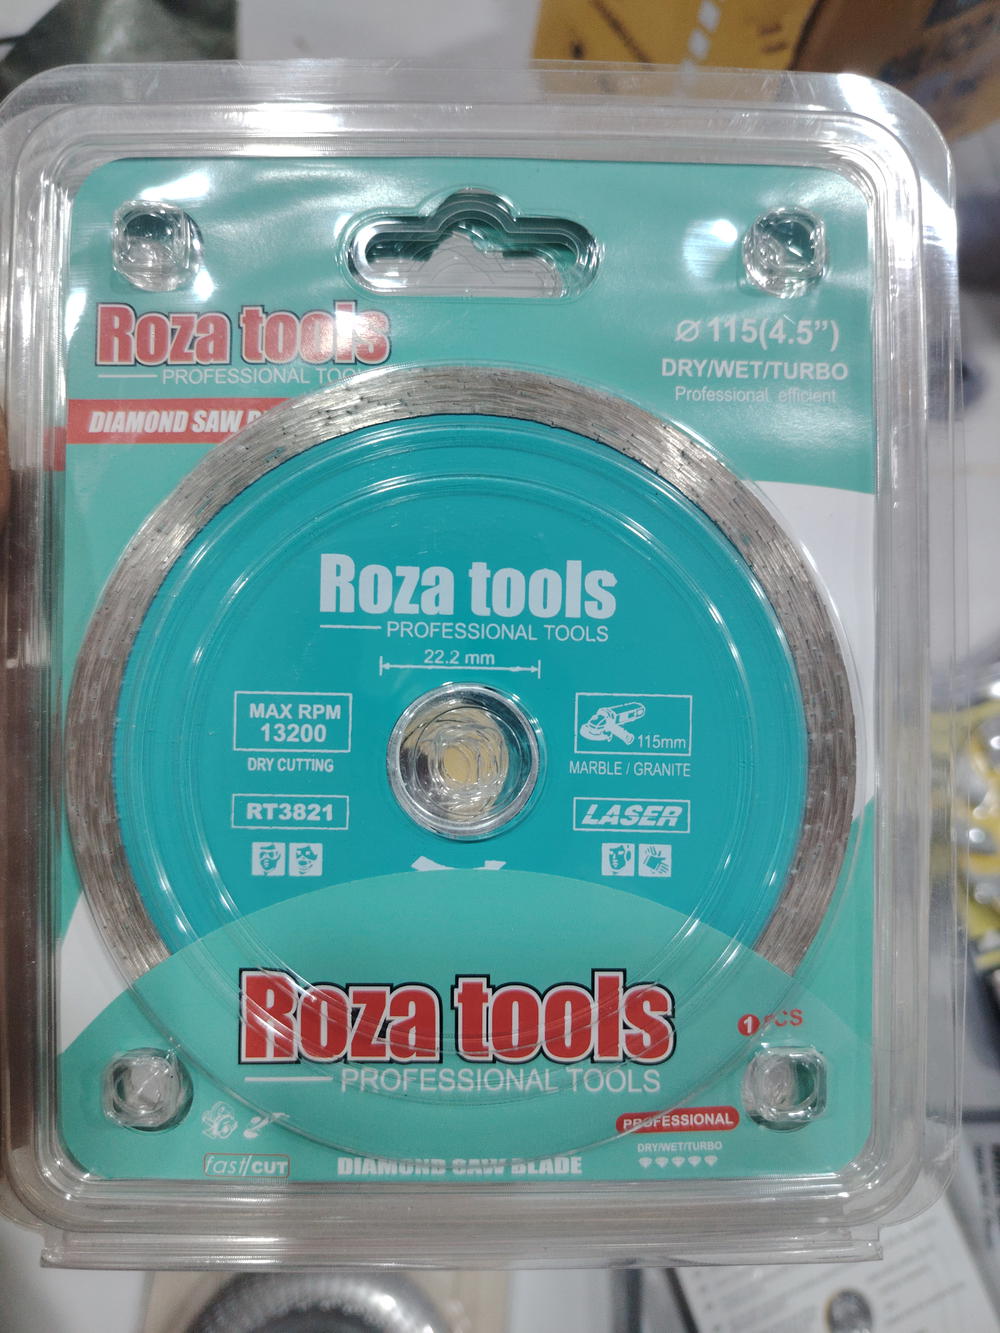 Roza tools
PROFESSIONAL TOOLS
DIAMOND SAW
Ø 115(4.5”)
DRY/WET/TURBO
Professional efficient
Roza tools
PROFESSIONAL TOOLS
22.2 mm
MAX RPM
13200
DRY CUTTING
RT3821
115mm
MARBLE / GRANITE
LASER
Roza tools
PROFESSIONAL TOOLS
1 PCS
PROFESSIONAL
DRY/WET/TURBO
fast/CUT
DIAMOND SAW BLADE